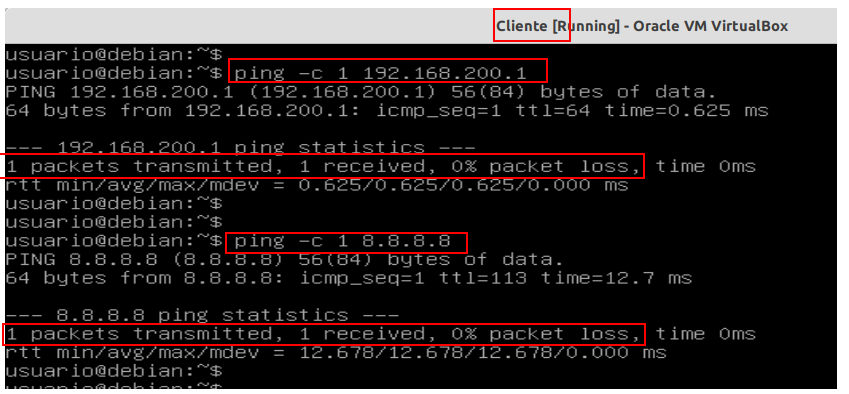 Cliente [Running] - Oracle VM VirtualBox
usuario@debian:~$
usuario@debian:~$ ping -c 1 192.168.200.1
PING 192.168.200.1 (192.168.200.1) 56(84) bytes of data.
64 bytes from 192.168.200.1: icmp_seq=1 ttl=64 time=0.625 ms
--- 192.168.200.1 ping statistics ---
1 packets transmitted, 1 received, 0% packet loss, time 0ms
rtt min/avg/max/mdev = 0.625/0.625/0.625/0.000 ms
usuario@debian:~$
usuario@debian:~$
usuario@debian:~$ ping -c 1 8.8.8.8
PING 8.8.8.8 (8.8.8.8) 56(84) bytes of data.
64 bytes from 8.8.8.8: icmp_seq=1 ttl=113 time=12.7 ms
--- 8.8.8.8 ping statistics ---
1 packets transmitted, 1 received, 0% packet loss, time 0ms
rtt min/avg/max/mdev = 12.678/12.678/12.678/0.000 ms
usuario@debian:~$
usuario@debian:~$